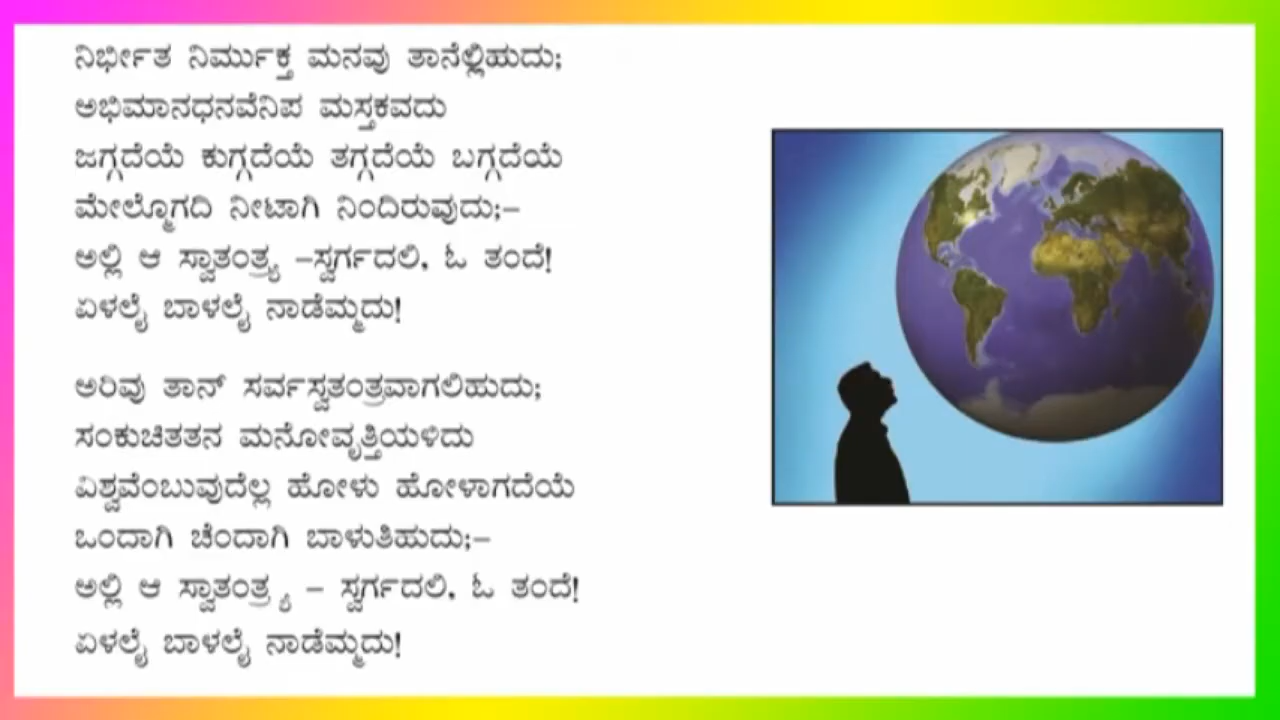 ನಿರ್ಭೀತ ನಿರ್ಮುಕ್ತ ಮನವು ತಾನೆಲ್ಲಿಹುದು;
ಅಭಿಮಾನಧನವೆನಿಪ ಮಸ್ತಕವದು
ಜಗ್ಗದೆಯೆ ಕುಗ್ಗದೆಯೆ ತಗ್ಗದೆಯೆ ಬಗ್ಗದೆಯೆ
ಮೇಲ್ಮೊಗದಿ ನೀಟಾಗಿ ನಿಂದಿರುವುದು;–
ಅಲ್ಲಿ ಆ ಸ್ವಾತಂತ್ರ್ಯ –ಸ್ವರ್ಗದಲಿ, ಓ ತಂದೆ!
ಏಳಲೈ ಬಾಳಲೈ ನಾಡೆಮ್ಮದು!
ಅರಿವು ತಾನ್ ಸರ್ವಸ್ವತಂತ್ರವಾಗಲಿಹುದು;
ಸಂಕುಚಿತತನ ಮನೋವೃತ್ತಿಯಳಿದು
ವಿಶ್ವವೆಂಬುವುದೆಲ್ಲ ಹೋಳು ಹೋಳಾಗದೆಯೆ
ಒಂದಾಗಿ ಚೆಂದಾಗಿ ಬಾಳುತಿಹುದು;–
ಅಲ್ಲಿ ಆ ಸ್ವಾತಂತ್ರ್ಯ – ಸ್ವರ್ಗದಲಿ, ಓ ತಂದೆ!
ಏಳಲೈ ಬಾಳಲೈ ನಾಡೆಮ್ಮದು!